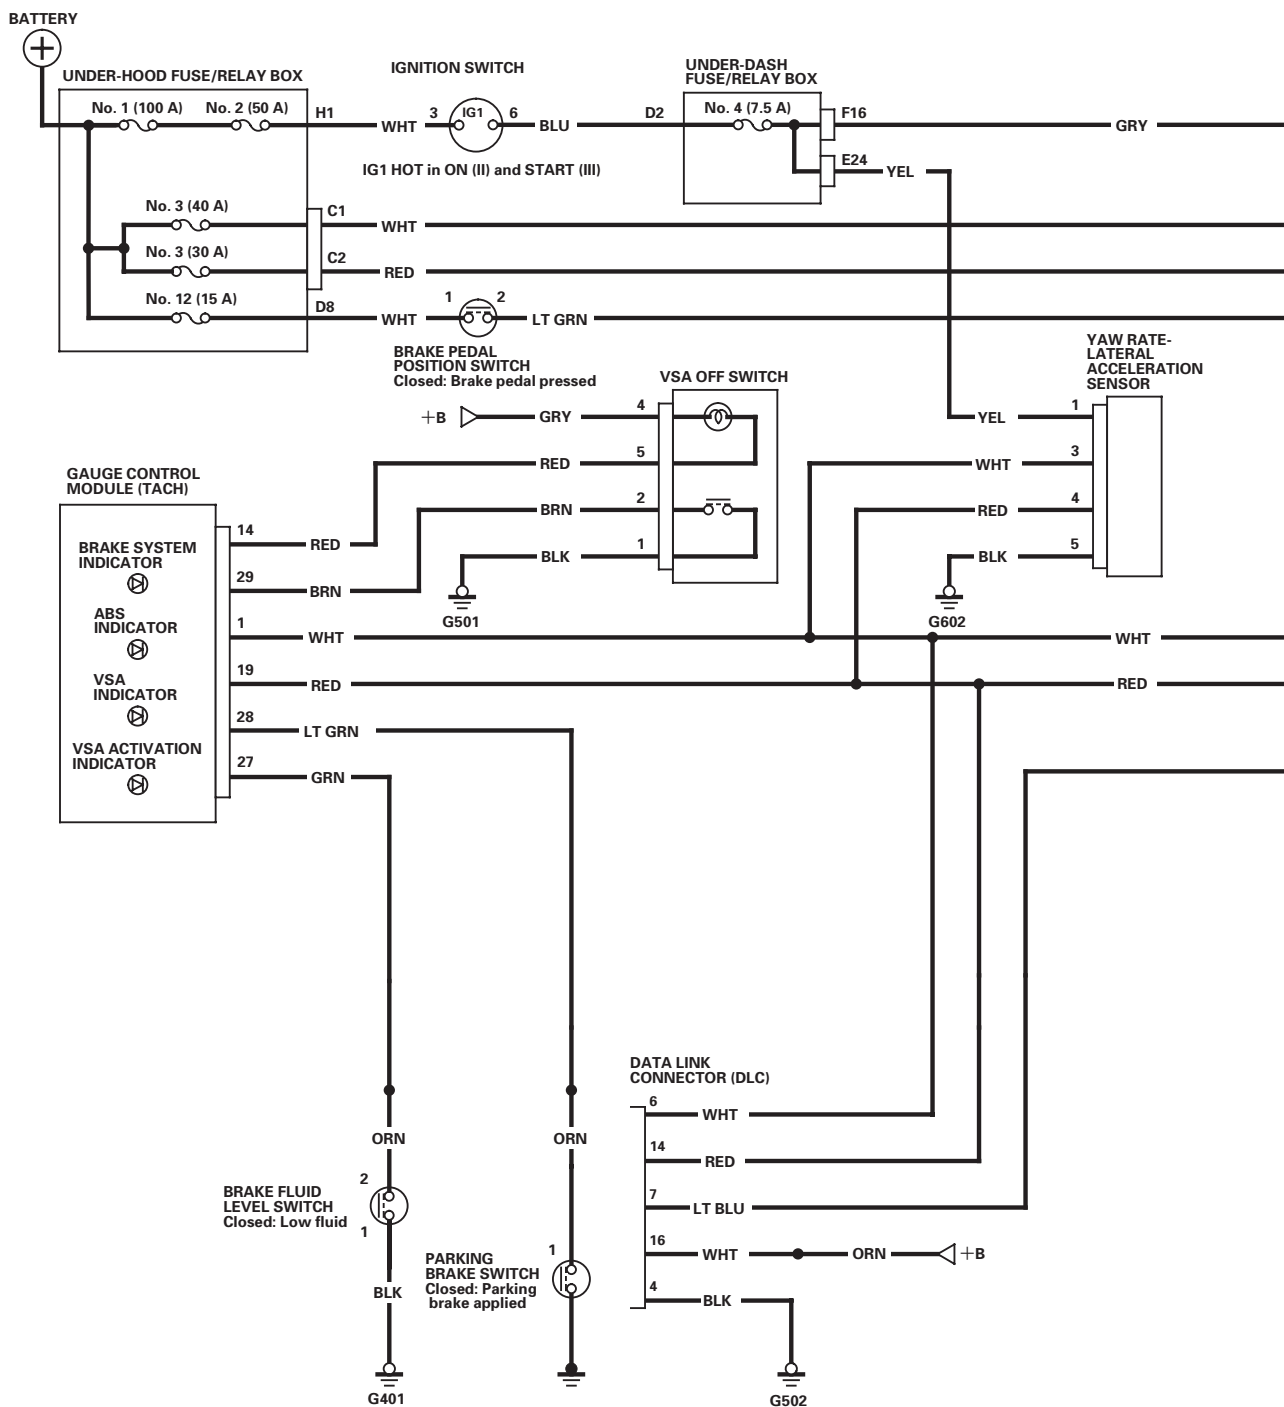 BATTERY
UNDER-HOOD FUSE/RELAY BOX
No. 1 (100 A)
No. 2 (50 A)
H1
WHT
IGNITION SWITCH
3
IG1
6
BLU
IG1 HOT in ON (II) and START (III)
D2
UNDER-DASH
FUSE/RELAY BOX
No. 4 (7.5 A)
F16
GRY
E24
YEL
No. 3 (40 A)
C1
WHT
No. 3 (30 A)
C2
RED
No. 12 (15 A)
D8
WHT
1
2
LT GRN
BRAKE PEDAL
POSITION SWITCH
Closed: Brake pedal pressed
VSA OFF SWITCH
+B
GRY
4
RED
5
BRN
2
BLK
1
G501
YAW RATE-
LATERAL
ACCELERATION
SENSOR
YEL
1
WHT
3
RED
4
BLK
5
G602
GAUGE CONTROL
MODULE (TACH)
BRAKE SYSTEM
INDICATOR
ABS
INDICATOR
VSA
INDICATOR
VSA ACTIVATION
INDICATOR
14
RED
29
BRN
1
WHT
WHT
19
RED
RED
28
LT GRN
27
GRN
ORN
2
BRAKE FLUID
LEVEL SWITCH
Closed: Low fluid
1
BLK
G401
ORN
1
PARKING
BRAKE SWITCH
Closed: Parking
brake applied
DATA LINK
CONNECTOR (DLC)
6
WHT
14
RED
7
LT BLU
16
WHT
ORN
+B
4
BLK
G502